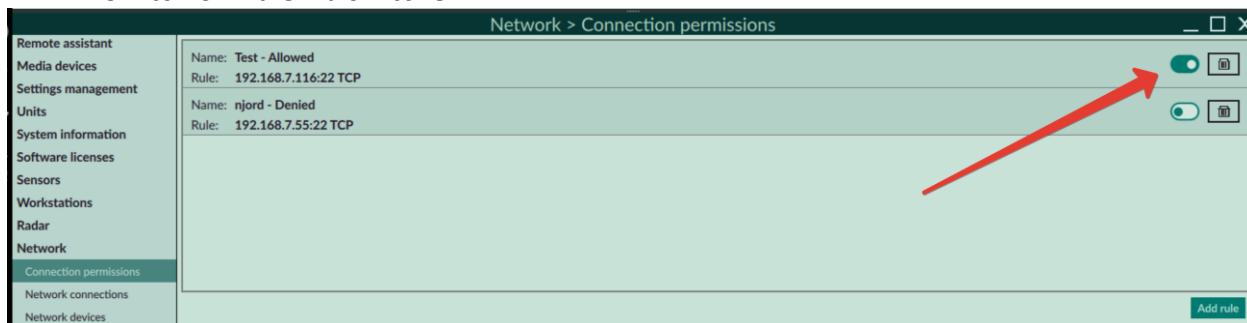 Network > Connection permissions
Remote assistant
Media devices
Settings management
Units
System information
Software licenses
Sensors
Workstations
Radar
Network
Connection permissions
Network connections
Network devices
Name: Test - Allowed
Rule: 192.168.7.116:22 TCP
Name: njord - Denied
Rule: 192.168.7.55:22 TCP
Add rule